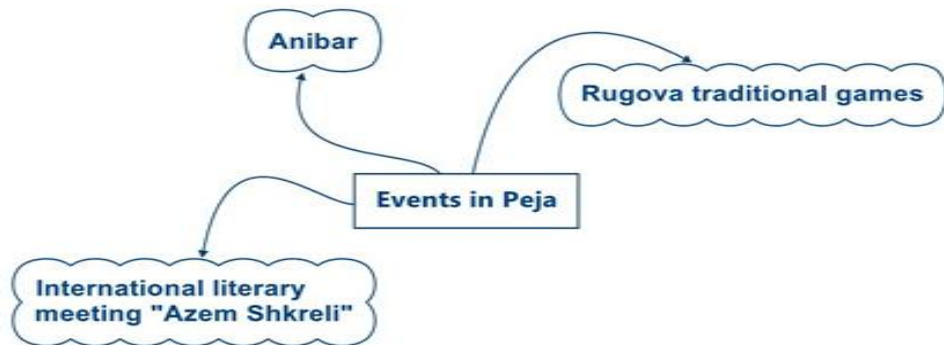 Anibar
Rugova traditional games
Events in Peja
International literary
meeting "Azem Shkreli"